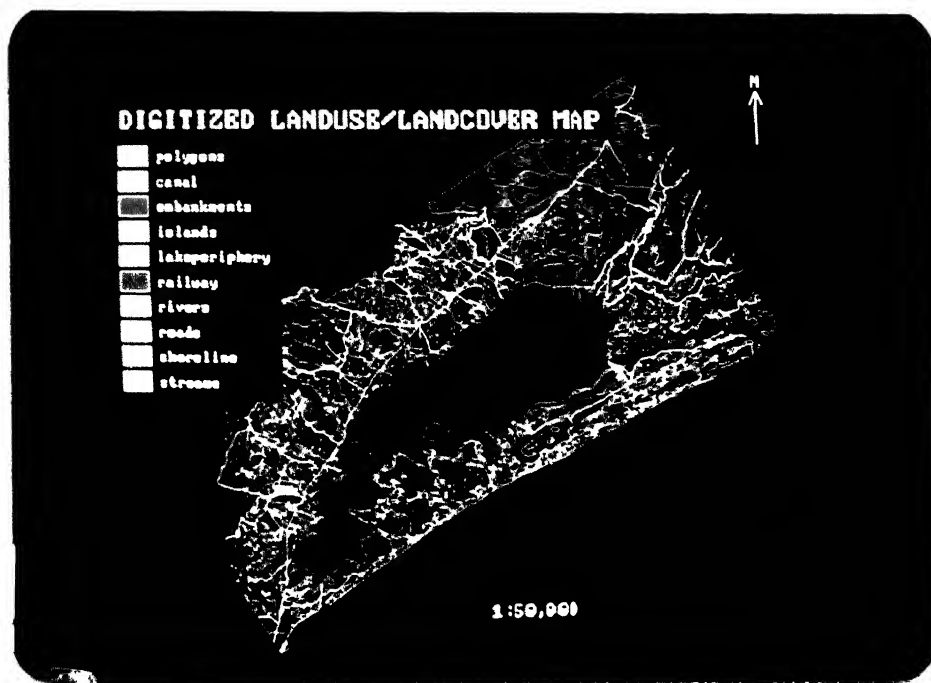 N
DIGITIZED LANDUSE/LANDCOVER MAP
polygons
canal
embankments
islands
lakeperiphery
railway
rivers
roads
shoreline
streams
1:50,000